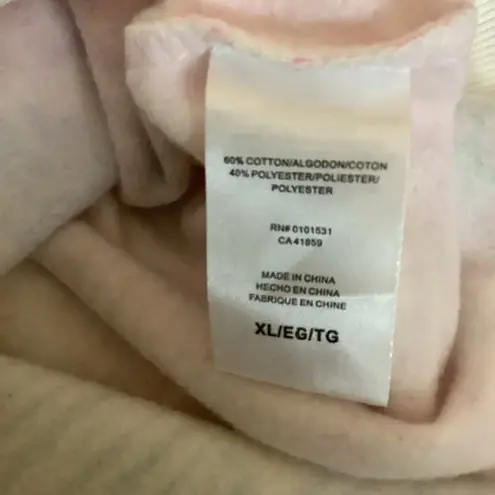 60% COTTON/ALGODON/COTON
40% POLYESTER/POLIESTER/
POLYESTER
RN# 0101531
CA 41859
MADE IN CHINA
HECHO EN CHINA
FABRIQUE EN CHINE
XL/EG/TG